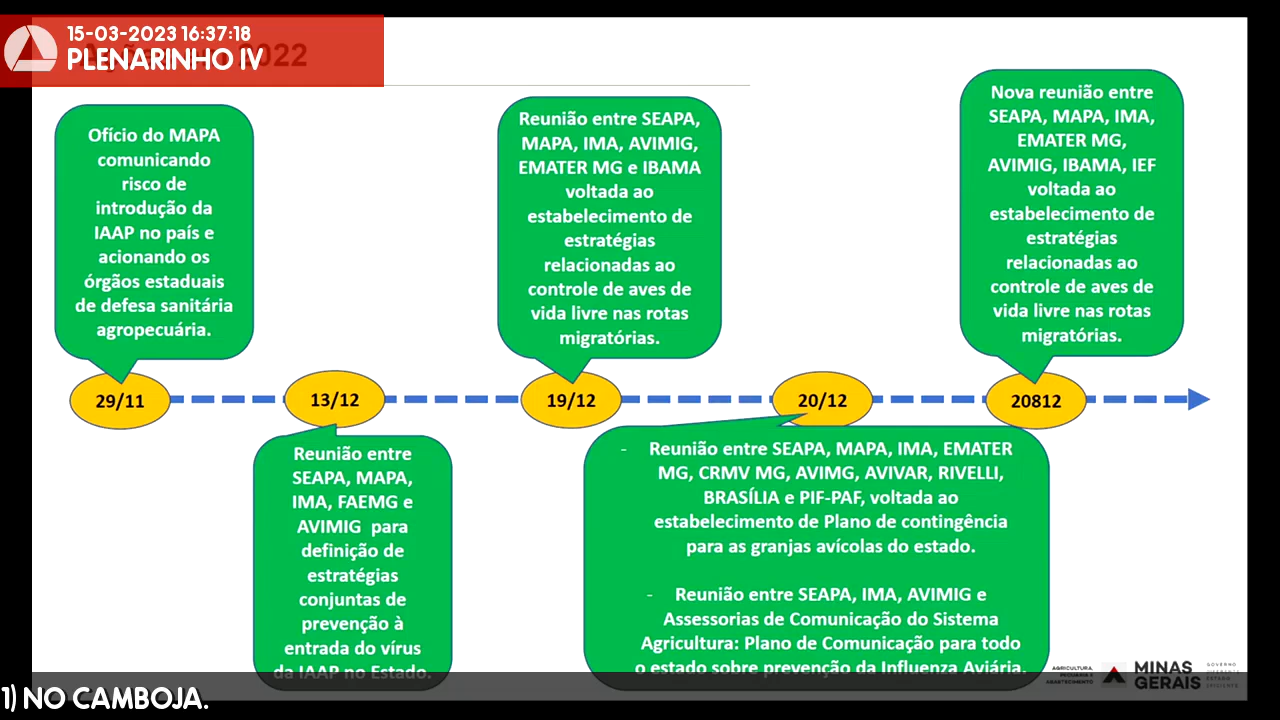 15-03-2023 16:37:18
PLENARINHO IV
2022
Ofício do MAPA
comunicando
risco de
introdução da
IAAP no país e
acionando os
órgãos estaduais
de defesa sanitária
agropecuária.
Reunião entre SEAPA,
MAPA, IMA, AVIMIG,
EMATER MG e IBAMA
voltada ao
estabelecimento de
estratégias
relacionadas ao
controle de aves de
vida livre nas rotas
migratórias.
Nova reunião entre
SEAPA, MAPA, IMA,
EMATER MG,
AVIMIG, IBAMA, IEF
voltada ao
estabelecimento de
estratégias
relacionadas ao
controle de aves de
vida livre nas rotas
migratórias.
29/11
13/12
19/12
20/12
20812
Reunião entre
SEAPA, MAPA,
IMA, FAEMG e
AVIMIG para
definição de
estratégias
conjuntas de
prevenção à
entrada do vírus
da IAAP no Estado.
- Reunião entre SEAPA, MAPA, IMA, EMATER
MG, CRMV MG, AVIMG, AVIVAR, RIVELLI,
BRASÍLIA e PIF-PAF, voltada ao
estabelecimento de Plano de contingência
para as granjas avícolas do estado.
- Reunião entre SEAPA, IMA, AVIMIG e
Assessorias de Comunicação do Sistema
Agricultura: Plano de Comunicação para todo
o estado sobre prevenção da Influenza Aviária.
AGRICULTURA,
PECUÁRIA E
ABASTECIMENTO
MINAS
GERAIS
1) NO CAMBOJA.